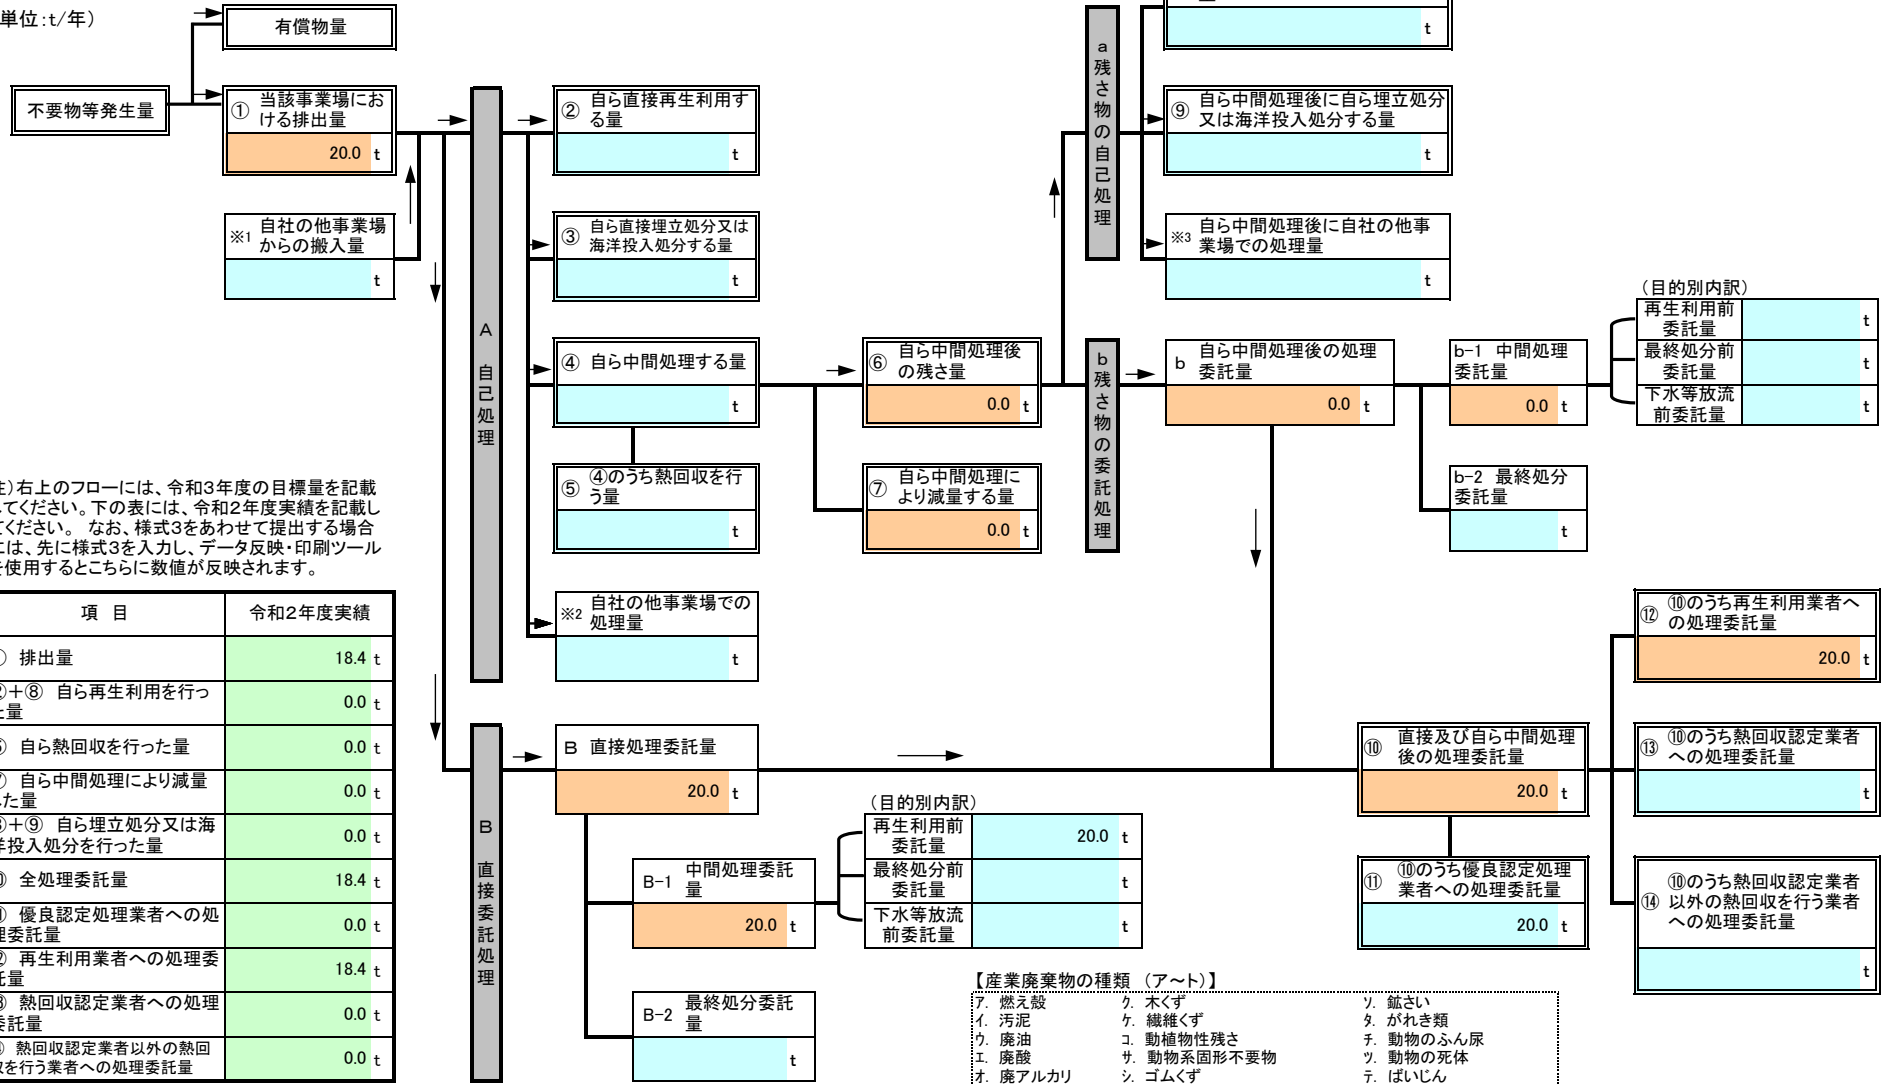 単位:t/年）
有償物量
不要物等発生量
① 当該事業場にお
ける排出量
20.0 t
※1 自社の他事業場
からの搬入量
t
A 自己処理
② 自ら直接再生利用す
る量
t
③ 自ら直接埋立処分又は
海洋投入処分する量
t
④ 自ら中間処理する量
t
⑤ ④のうち熱回収を行
う量
t
※2 自社の他事業場での
処理量
t
⑥ 自ら中間処理後
の残さ量
0.0 t
⑦ 自ら中間処理に
より減量する量
0.0 t
a 残さ物の自己処理
t
⑨ 自ら中間処理後に自ら埋立処分
又は海洋投入処分する量
t
※3 自ら中間処理後に自社の他事
業場での処理量
t
b 残さ物の委託処理
b 自ら中間処理後の処理
委託量
0.0 t
b-1 中間処理
委託量
0.0 t
b-2 最終処分
委託量
t
（目的別内訳）
再生利用前
委託量
t
最終処分前
委託量
t
下水等放流
前委託量
t
注）右上のフローには、令和3年度の目標量を記載
してください。下の表には、令和2年度実績を記載し
てください。 なお、様式3をあわせて提出する場合
には、先に様式3を入力し、データ反映・印刷ツール
を使用するとこちらに数値が反映されます。
項 目 令和2年度実績
排出量 18.4 t
②＋⑧ 自ら再生利用を行っ
た量 0.0 t
自ら熱回収を行った量 0.0 t
自ら中間処理により減量
した量 0.0 t
③＋⑨ 自ら埋立処分又は海
洋投入処分を行った量 0.0 t
全処理委託量 18.4 t
優良認定処理業者への処
理委託量 0.0 t
再生利用業者への処理委
託量 18.4 t
熱回収認定業者への処理
委託量 0.0 t
熱回収認定業者以外の熱回
収を行う業者への処理委託量 0.0 t
B 直接委託処理
B 直接処理委託量
20.0 t
B-1 中間処理委託
量
20.0 t
B-2 最終処分委託
量
t
（目的別内訳）
再生利用前
委託量
20.0 t
最終処分前
委託量
t
下水等放流
前委託量
t
⑩ 直接及び自ら中間処理
後の処理委託量
20.0 t
⑪ ⑩のうち優良認定処理
業者への処理委託量
20.0 t
⑫ ⑩のうち再生利用業者へ
の処理委託量
20.0 t
⑬ ⑩のうち熱回収認定業者
への処理委託量
t
⑭ ⑩のうち熱回収認定業者
以外の熱回収を行う業者
への処理委託量
t
【産業廃棄物の種類 （ア～ト）】
ア. 燃え殻 ク. 木くず ソ. 鉱さい
イ. 汚泥 ケ. 繊維くず タ. がれき類
ウ. 廃油 コ. 動植物性残さ チ. 動物のふん尿
エ. 廃酸 サ. 動物系固形不要物 ツ. 動物の死体
オ. 廃アルカリ シ. ゴムくず テ. ばいじん